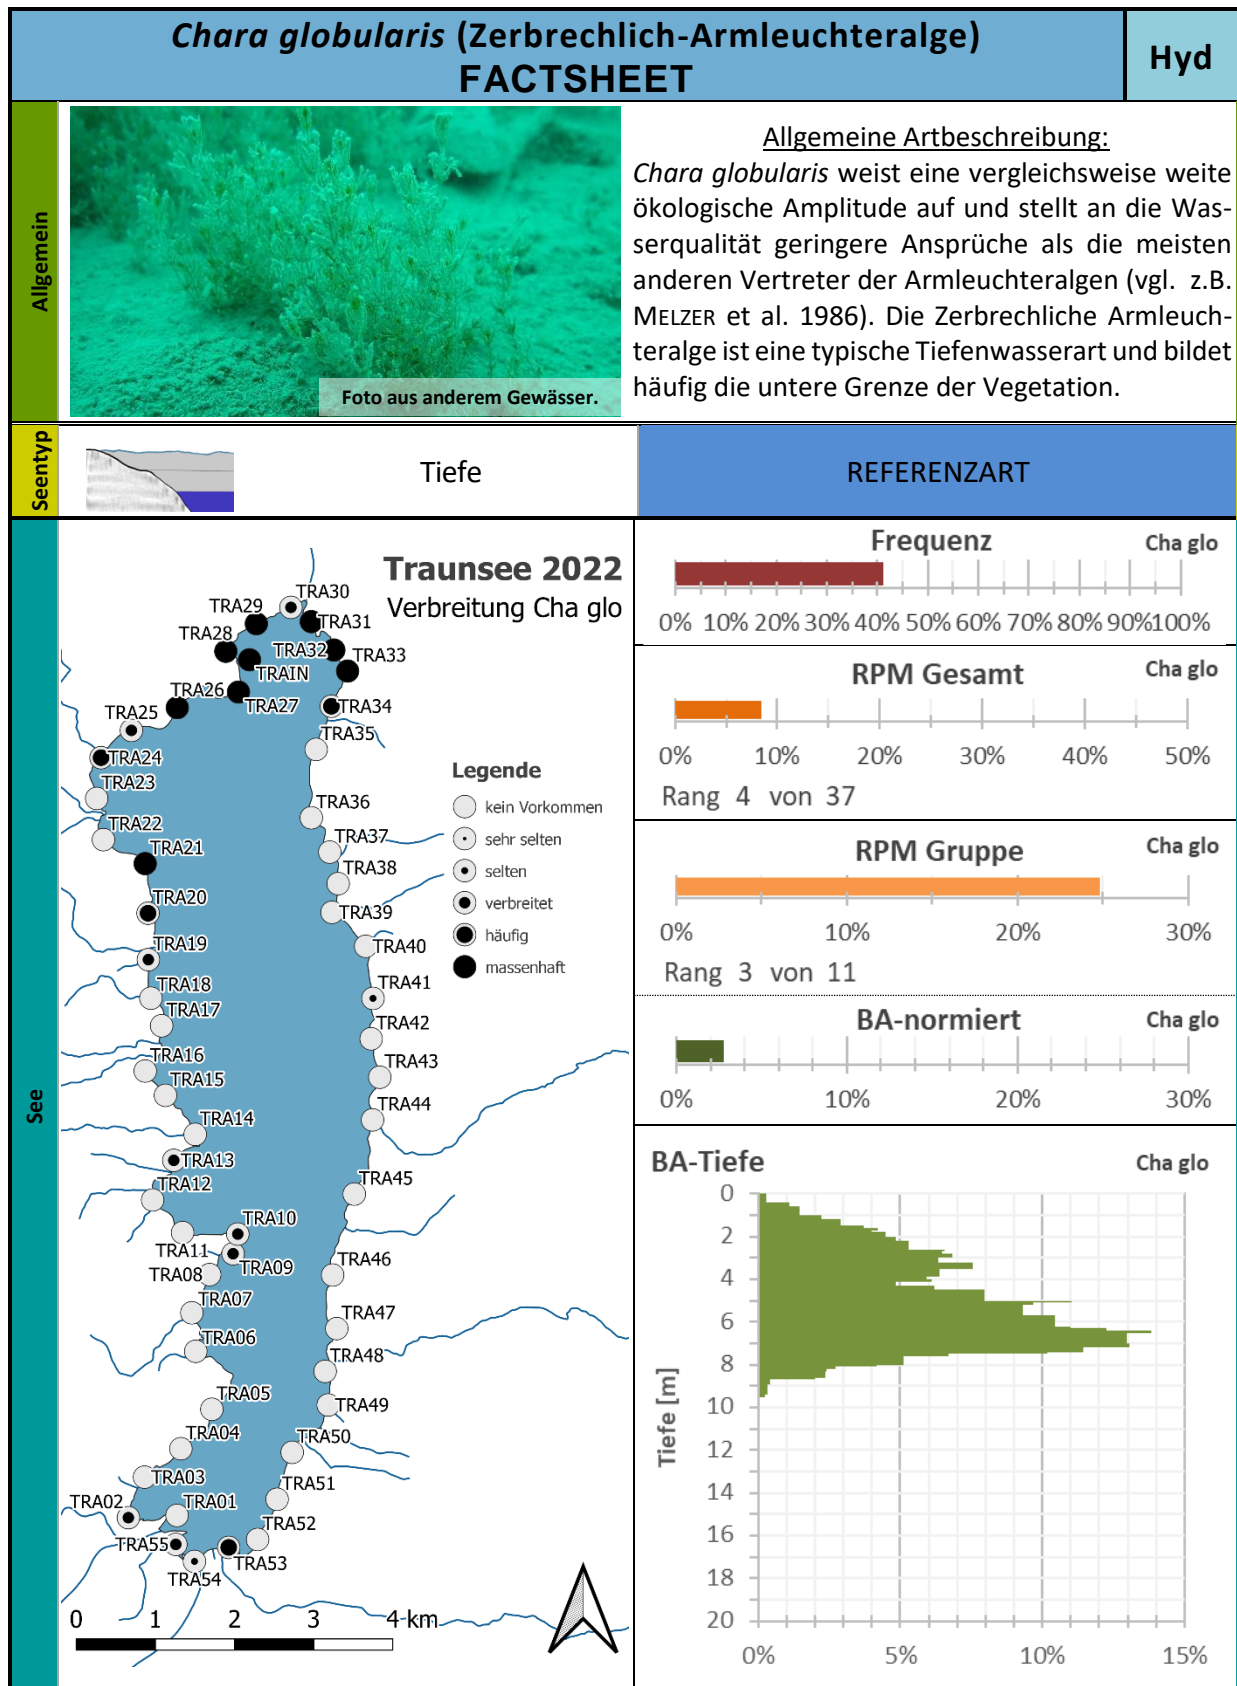 Chara globularis (Zerbrechlich-Armleuchteralge)
FACTSHEET
Hyd
Allgemein
Foto aus anderem Gewässer.
Allgemeine Artbeschreibung:
Chara globularis weist eine vergleichsweise weite
ökologische Amplitude auf und stellt an die Was-
serqualität geringere Ansprüche als die meisten
anderen Vertreter der Armleuchteralgen (vgl. z.B.
MELZER et al. 1986). Die Zerbrechliche Armleuch-
teralge ist eine typische Tiefenwasserart und bildet
häufig die untere Grenze der Vegetation.
Seentyp
Tiefe
REFERENZART
See
Traunsee 2022
Verbreitung Cha glo
TRA30
TRA29
TRA31
TRA28
TRA32
TRA33
TRAIN
TRA26
TRA27
TRA34
TRA25
TRA35
TRA24
TRA23
TRA36
TRA22
TRA37
TRA21
TRA38
TRA20
TRA39
TRA19
TRA40
TRA18
TRA41
TRA17
TRA42
TRA16
TRA43
TRA15
TRA44
TRA14
TRA13
TRA12
TRA45
TRA10
TRA11
TRA09
TRA46
TRA08
TRA07
TRA47
TRA06
TRA48
TRA05
TRA49
TRA04
TRA50
TRA03
TRA51
TRA02
TRA01
TRA52
TRA55
TRA53
TRA54
Legende
kein Vorkommen
sehr selten
selten
verbreitet
häufig
massenhaft
0 1 2 3 4 km
Frequenz
Cha glo
0% 10% 20% 30% 40% 50% 60% 70% 80% 90%100%
RPM Gesamt
Cha glo
0% 10% 20% 30% 40% 50%
Rang 4 von 37
RPM Gruppe
Cha glo
0% 10% 20% 30%
Rang 3 von 11
BA-normiert
Cha glo
0% 10% 20% 30%
BA-Tiefe
Cha glo
Tiefe [m]
0
2
4
6
8
10
12
14
16
18
20
0% 5% 10% 15%